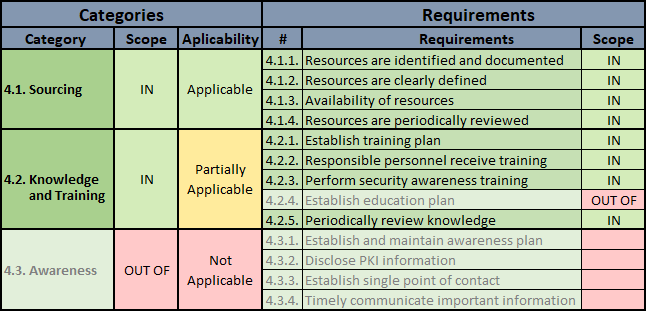 Categories Requirements
Category Scope Aplicability # Requirements Scope
4.1. Sourcing IN Applicable
4.1.1. Resources are identified and documented IN
4.1.2. Resources are clearly defined IN
4.1.3. Availability of resources IN
4.1.4. Resources are periodically reviewed IN
4.2. Knowledge
and Training
IN
Partially
Applicable
4.2.1. Establish training plan IN
4.2.2. Responsible personnel receive training IN
4.2.3. Perform security awareness training IN
4.2.4. Establish education plan OUT OF
4.2.5. Periodically review knowledge IN
4.3. Awareness OUT OF
Not
Applicable
4.3.1. Establish and maintain awareness plan
4.3.2. Disclose PKI information
4.3.3. Establish single point of contact
4.3.4. Timely communicate important information